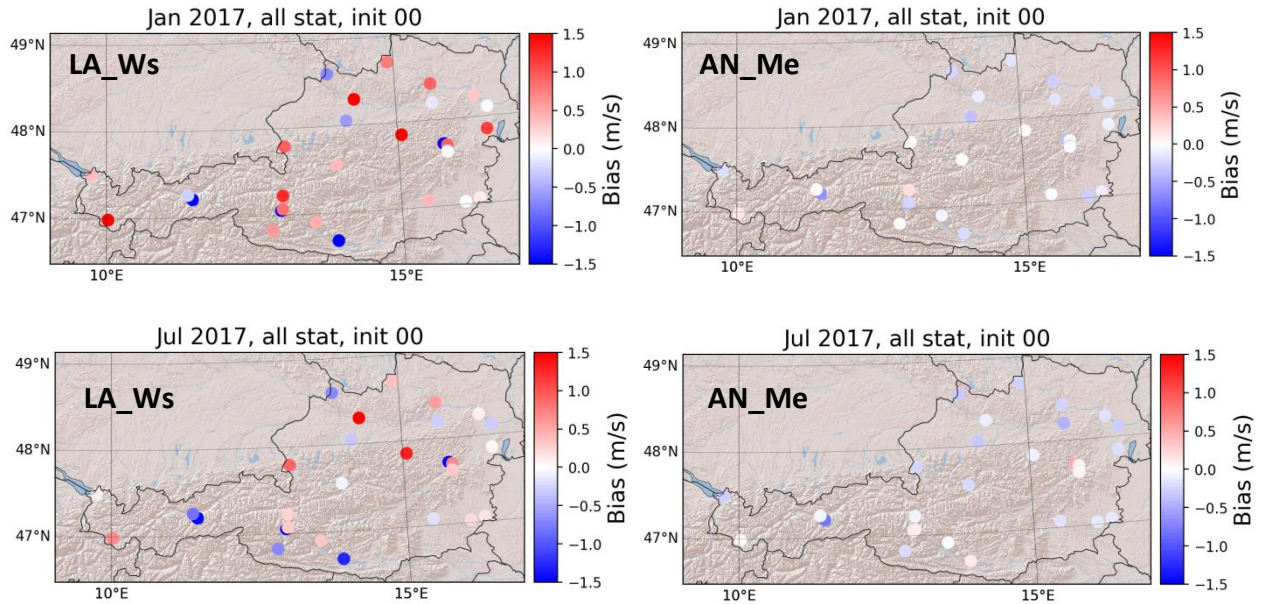 Jan 2017, all stat, init 00
LA_Ws
49°N
48°N
47°N
10°E
15°E
1.5
1.0
0.5
0.0
−0.5
−1.0
−1.5
Bias (m/s)
Jan 2017, all stat, init 00
AN_Me
49°N
48°N
47°N
10°E
15°E
1.5
1.0
0.5
0.0
−0.5
−1.0
−1.5
Bias (m/s)
Jul 2017, all stat, init 00
LA_Ws
49°N
48°N
47°N
10°E
15°E
1.5
1.0
0.5
0.0
−0.5
−1.0
−1.5
Bias (m/s)
Jul 2017, all stat, init 00
AN_Me
49°N
48°N
47°N
10°E
15°E
1.5
1.0
0.5
0.0
−0.5
−1.0
−1.5
Bias (m/s)